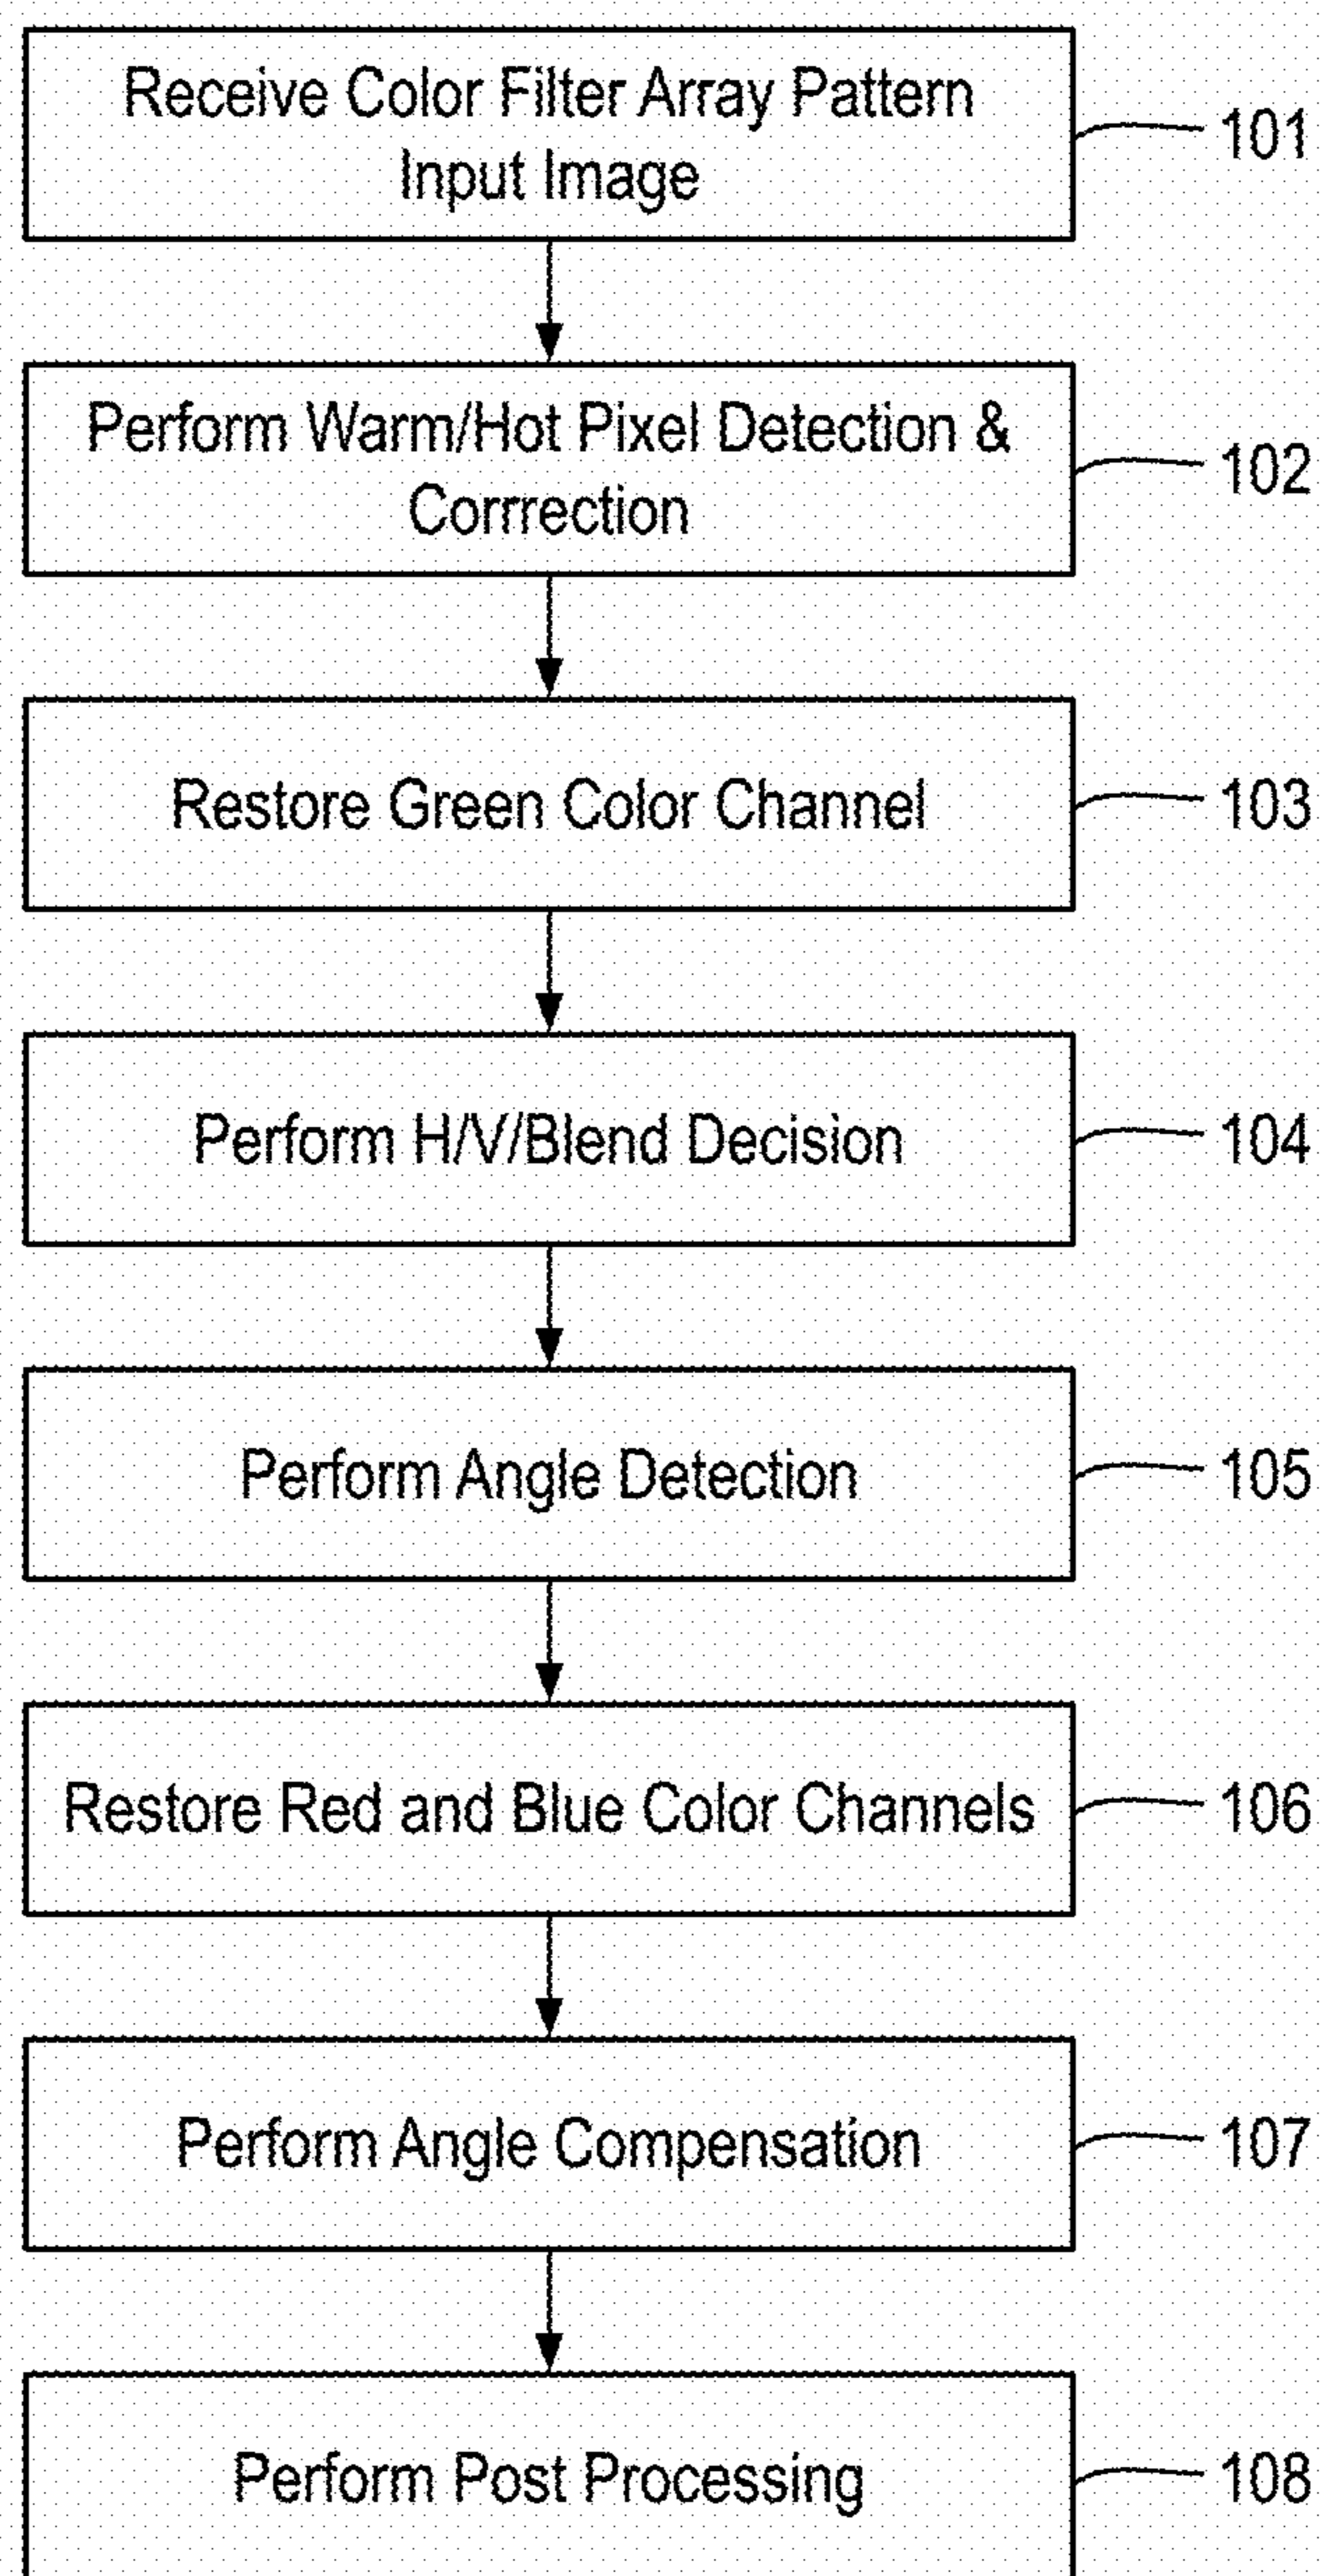 Receive Color Filter Array Pattern
Input Image
101
Perform Warm/Hot Pixel Detection &
Corrrection
102
Restore Green Color Channel
103
Perform H/V/Blend Decision
104
Perform Angle Detection
105
Restore Red and Blue Color Channels
106
Perform Angle Compensation
107
Perform Post Processing
108